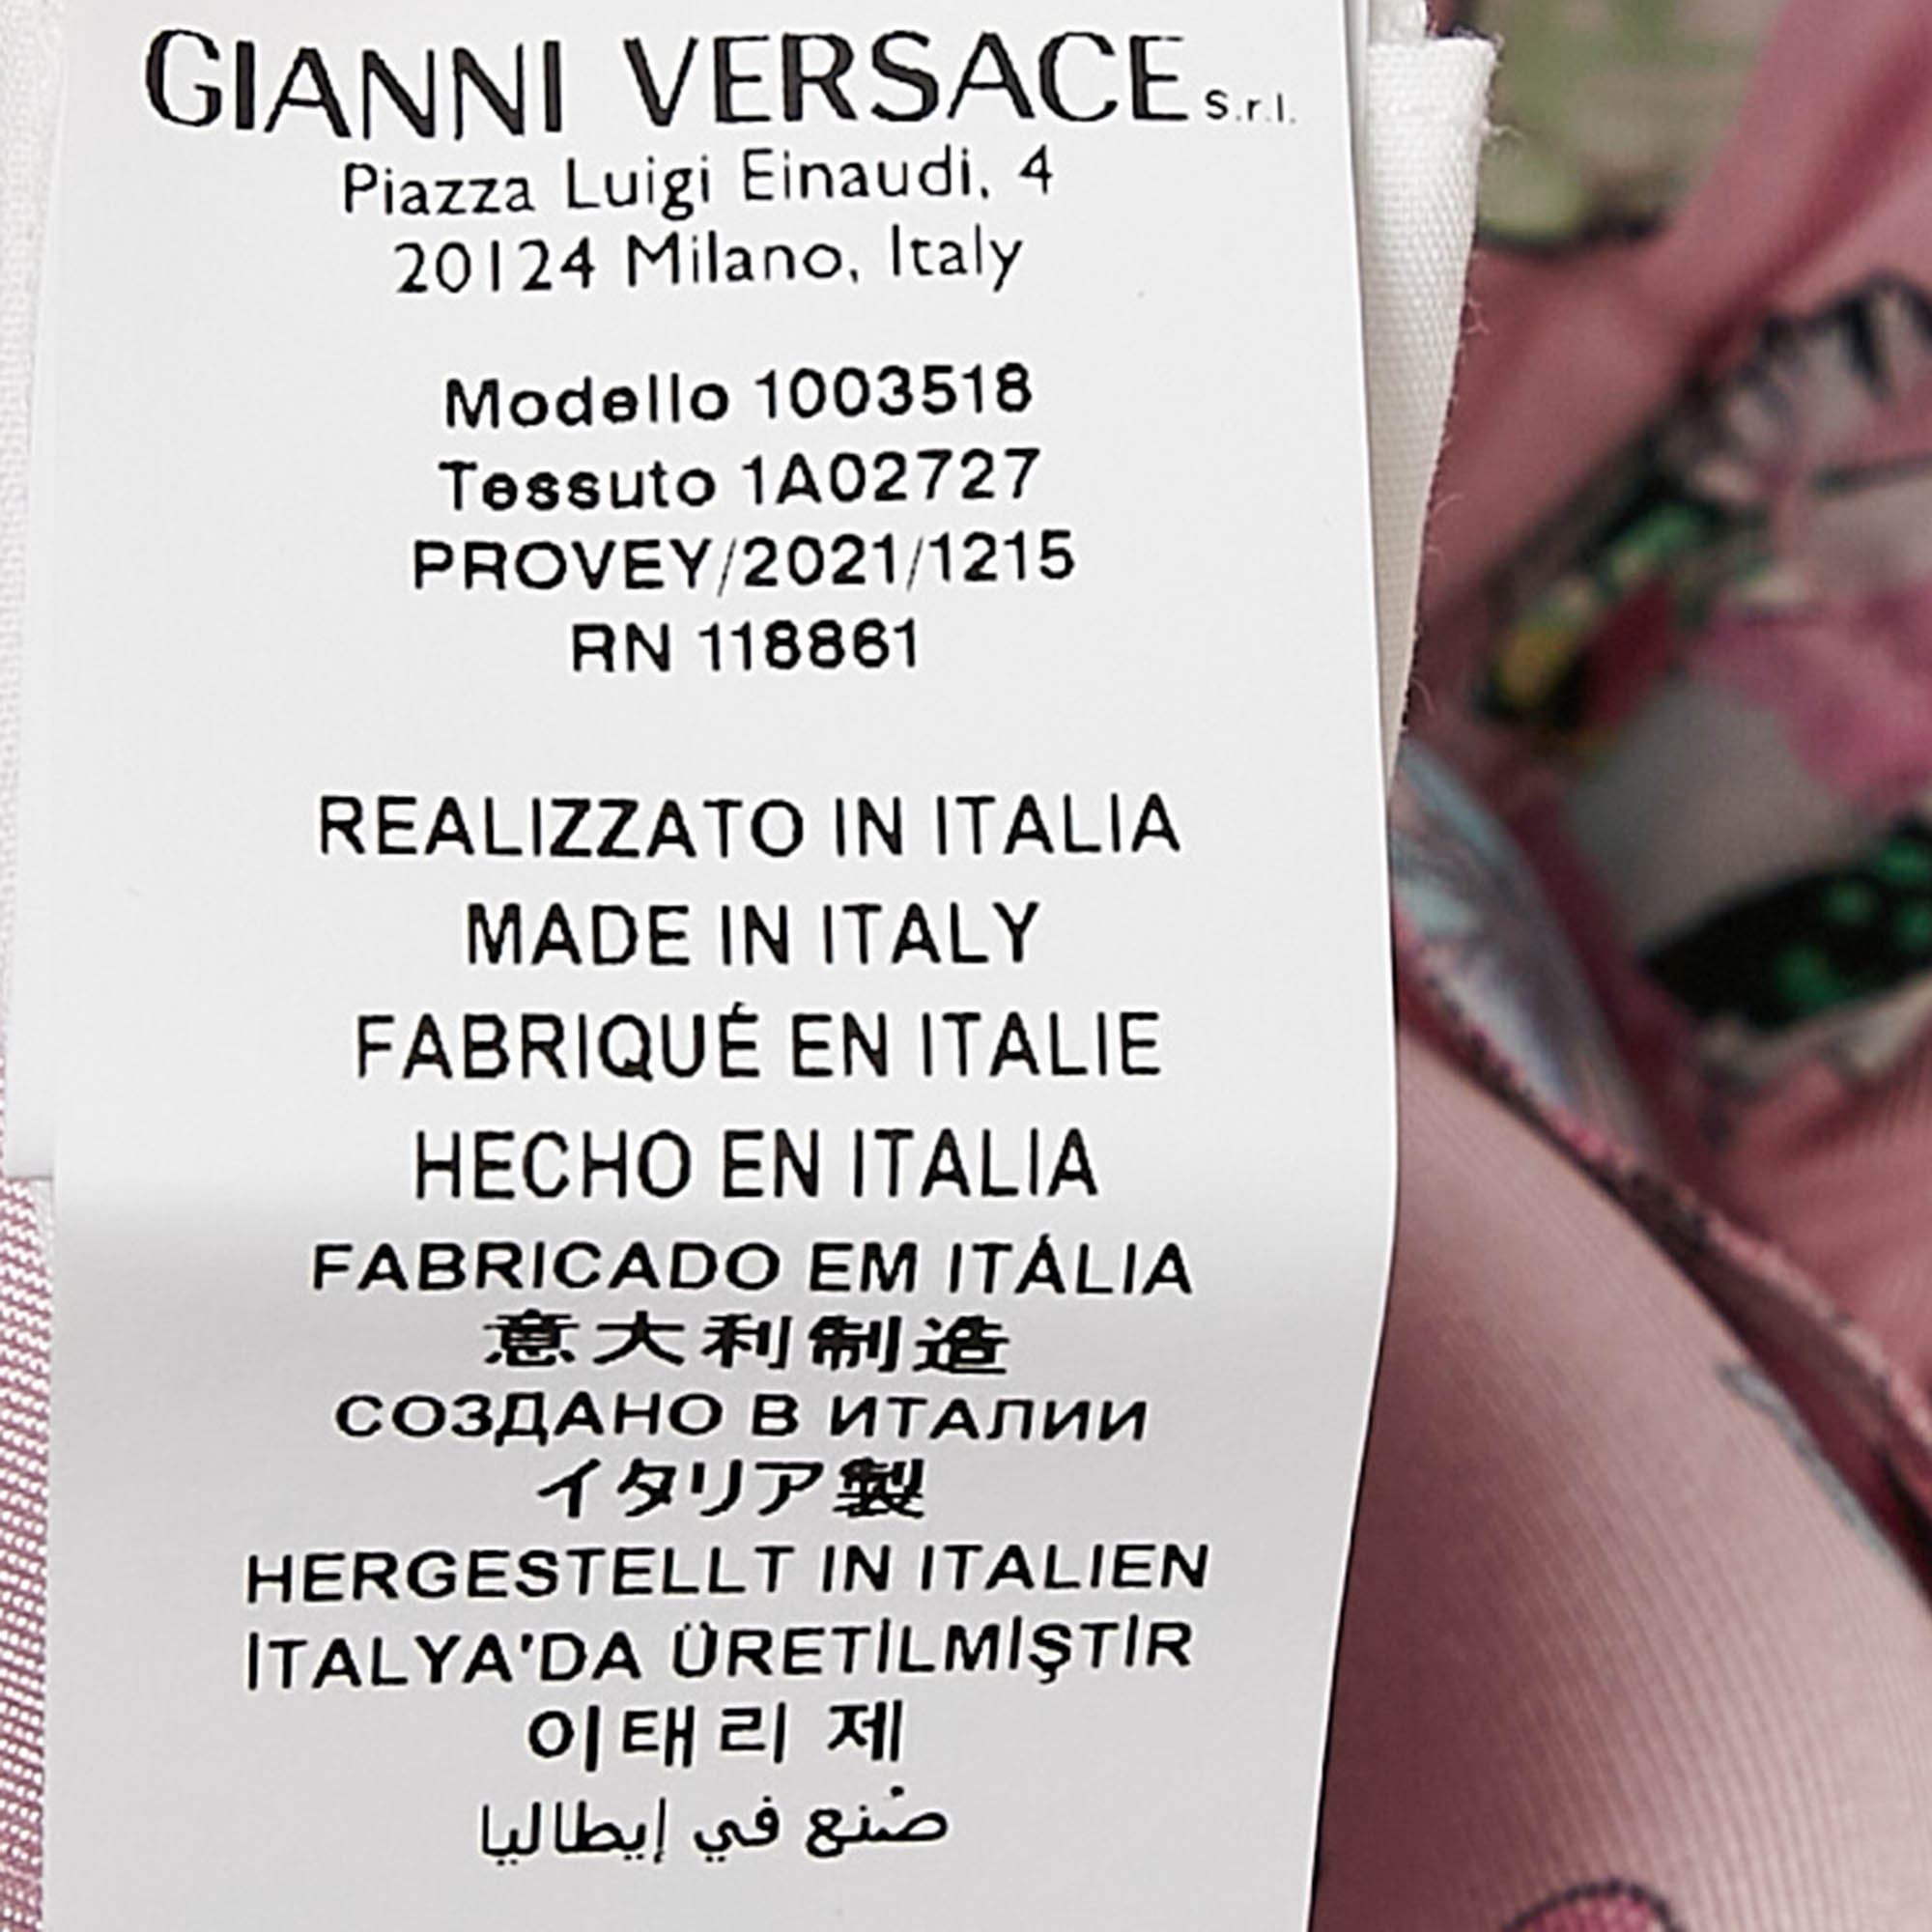 GIANNI VERSACE s.r.l.
Piazza Luigi Einaudi, 4
20124 Milano, Italy
Modello 1003518
Tessuto 1A02727
PROVEY/2021/1215
RN 118861
REALIZZATO IN ITALIA
MADE IN ITALY
FABRIQUÉ EN ITALIE
HECHO EN ITALIA
FABRICADO EM ITÁLIA
意大利制造
СОЗДАНО В ИТАЛИИ
イタリア製
HERGESTELLT IN ITALIEN
İTALYA'DA ÜRETİLMİŞTİR
이태리 제
صُنع في إيطاليا